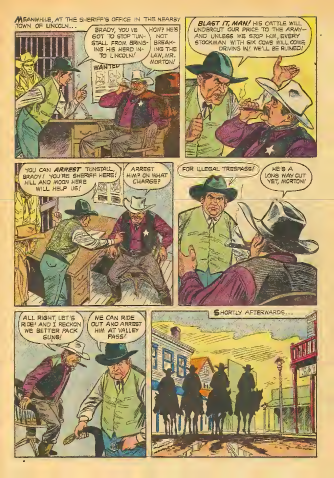 MEANWHILE, AT THE SHERIFF'S OFFICE IN THE NEARBY
TOWN OF LINCOLN...
BRADY, YOU'VE
GOT TO STOP TUN-
STALL FROM BRING-
ING HIS HERD IN-
TO LINCOLN!
HOW? HE'S
NOT
BREAK-
ING THE
LAW, MR.
MORTON!
WANTED
BLAST IT, MAN! HIS CATTLE WILL
UNDERCUT OUR PRICE TO THE ARMY--
AND UNLESS WE STOP HIM, EVERY
STOCKMAN WITH SIX COWS WILL COME
DRIVING IN! WE'LL BE RUINED!
YOU CAN ARREST TUNSTALL,
BRADY! YOU'RE SHERIFF HERE!
HILL AND MOON HERE
WILL HELP US!
ARREST
HIM? ON WHAT
CHARGE?
FOR ILLEGAL TRESPASS!
HE'S A
LONG WAY OUT
YET, MORTON!
ALL RIGHT, LET'S
RIDE! AND I RECKON
WE BETTER PACK
GUNS!
WE CAN RIDE
OUT AND ARREST
HIM AT VALLEY
PASS!
SHORTLY AFTERWARDS...